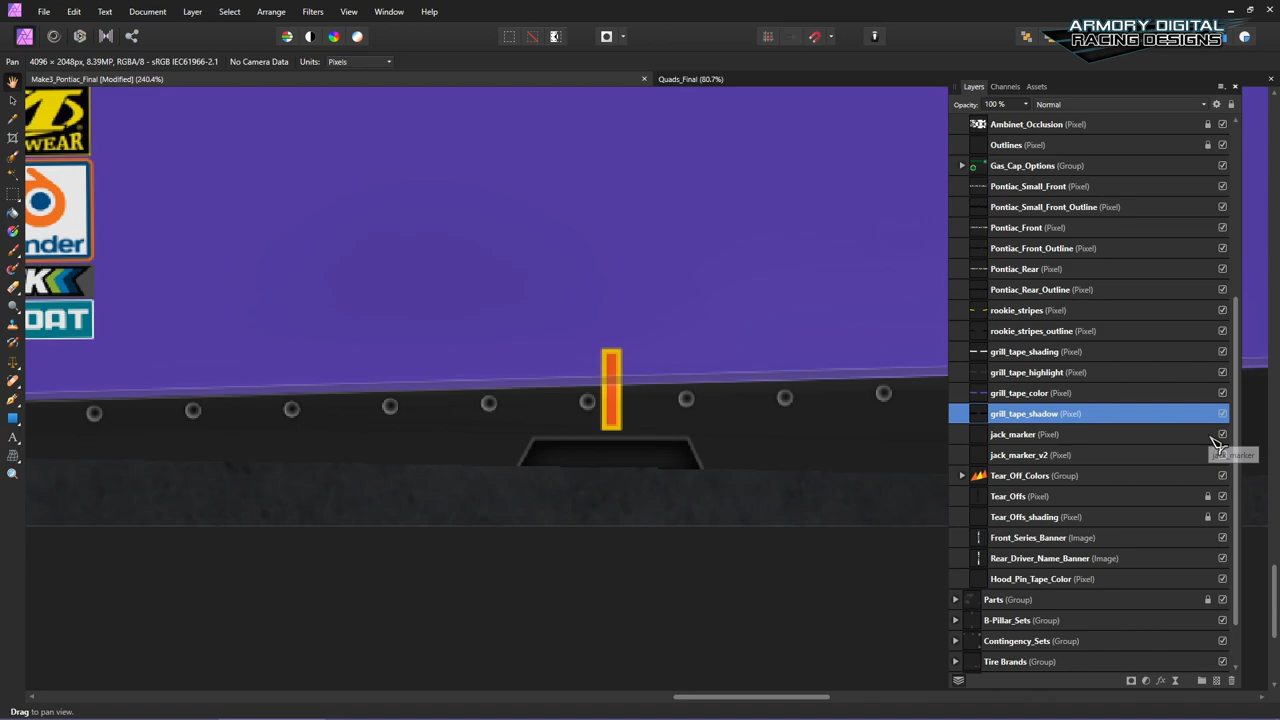 File Edit Text Document Layer Select Arrange Filters View Window Help
ARMORY DIGITAL
RACING DESIGNS
Pan 4096 × 2048px, 8.39MP, RGBA/8 - sRGB IEC61966-2.1 No Camera Data Units: Pixels
Make3_Pontiac_Final [Modified] (240.4%)
Quads_Final (80.7%)
Layers Channels Assets
Opacity: 100 % Normal
Ambinet_Occlusion (Pixel)
Outlines (Pixel)
Gas_Cap_Options (Group)
Pontiac_Small_Front (Pixel)
Pontiac_Small_Front_Outline (Pixel)
Pontiac_Front (Pixel)
Pontiac_Front_Outline (Pixel)
Pontiac_Rear (Pixel)
Pontiac_Rear_Outline (Pixel)
rookie_stripes (Pixel)
rookie_stripes_outline (Pixel)
grill_tape_shading (Pixel)
grill_tape_highlight (Pixel)
grill_tape_color (Pixel)
grill_tape_shadow (Pixel)
jack_marker (Pixel)
jack_marker_v2 (Pixel)
jack_marker
Tear_Off_Colors (Group)
Tear_Offs (Pixel)
Tear_Offs_shading (Pixel)
Front_Series_Banner (Image)
Rear_Driver_Name_Banner (Image)
Hood_Pin_Tape_Color (Pixel)
Parts (Group)
B-Pillar_Sets (Group)
Contingency_Sets (Group)
Tire Brands (Group)
WEAR
nder
K
OAT
Drag to pan view.